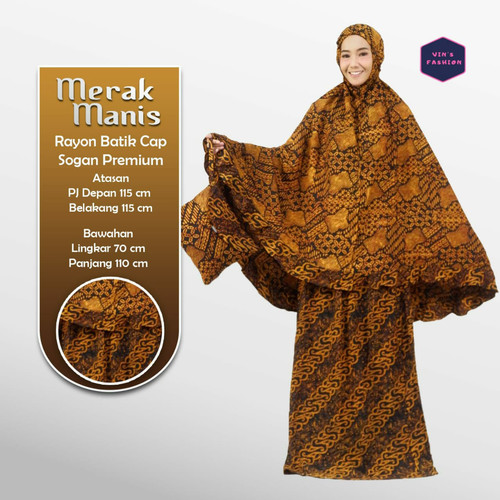 Merak
Manis
Rayon Batik Cap
Sogan Premium
Atasan
PJ Depan 115 cm
Belakang 115 cm
Bawahan
Lingkar 70 cm
Panjang 110 cm
VIN'S
FASHION